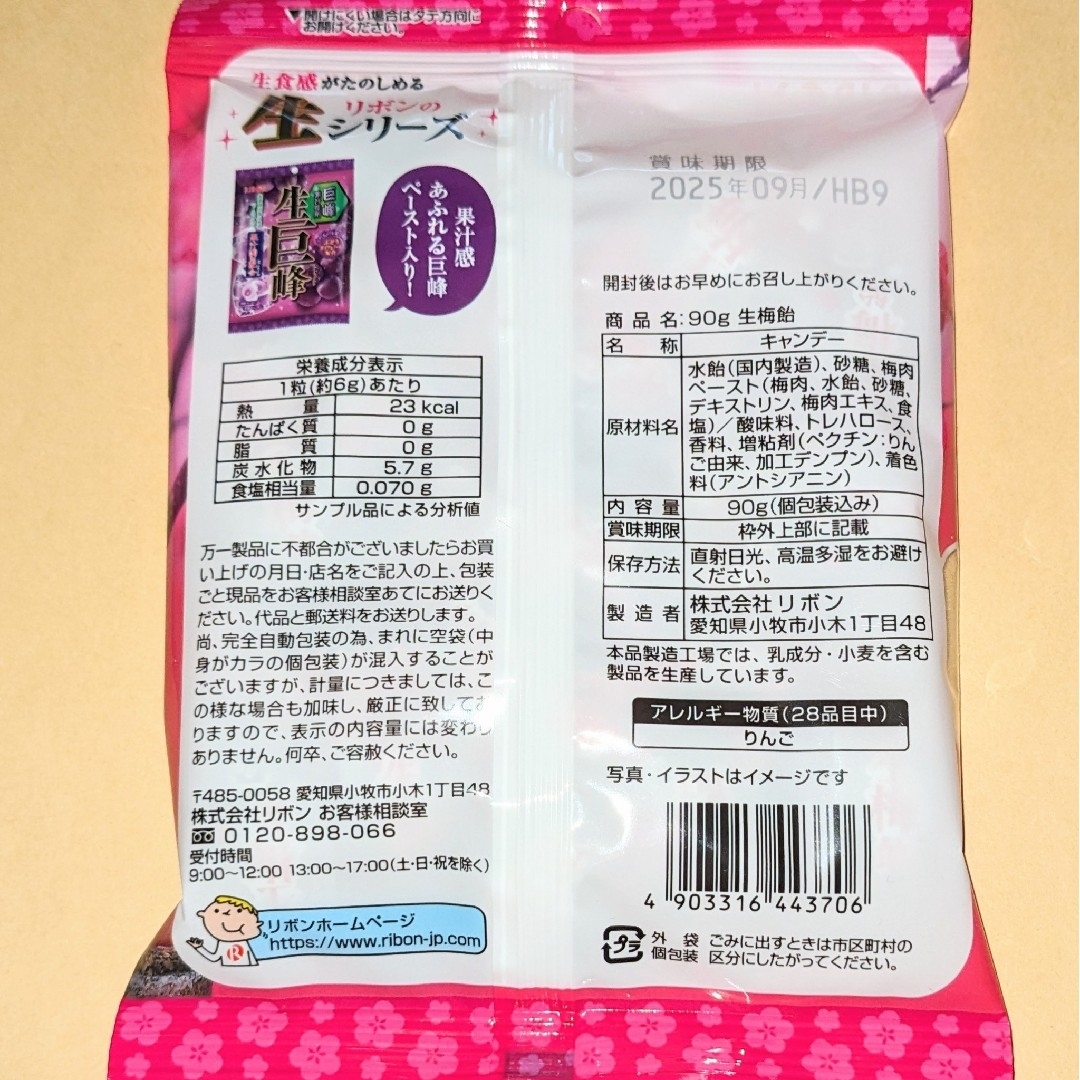 ▼開けにくい場合はタテ方向に
お開けください。
生食感がたのしめる
リボンの
生シリーズ
巨峰
生巨峰
果汁感
あふれる巨峰
ペースト入り!
栄養成分表示
1粒(約6g)あたり
熱量 23 kcal
たんぱく質 0 g
脂質 0 g
炭水化物 5.7 g
食塩相当量 0.070 g
サンプル品による分析値
万一製品に不都合がございましたらお買
い上げの月日・店名をご記入の上、包装
ごと現品をお客様相談室あてにお送りく
ださい。代品と郵送料をお送りします。
尚、完全自動包装の為、まれに空袋(中
身がカラの個包装)が混入することが
ございますが、計量につきましては、こ
の様な場合も加味し、厳正に致してお
りますので、表示の内容量には変わり
ありません。何卒、ご容赦ください。
〒485-0058 愛知県小牧市小木1丁目48
株式会社リボン お客様相談室
0120-898-066
受付時間
9:00〜12:00 13:00〜17:00(土・日・祝を除く)
リボンホームページ
https://www.ribon-jp.com
R
賞味期限
2025年09月/HB9
開封後はお早めにお召し上がりください。
商品名:90g 生梅飴
名称 キャンデー
原材料名 水飴(国内製造)、砂糖、梅肉
ペースト(梅肉、水飴、砂糖、
デキストリン、梅肉エキス、食
塩)/酸味料、トレハロース、
香料、増粘剤(ペクチン:りん
ご由来、加工デンプン)、着色
料(アントシアニン)
内容量 90g(個包装込み)
賞味期限 枠外上部に記載
保存方法 直射日光、高温多湿をお避け
ください。
製造者 株式会社リボン
愛知県小牧市小木1丁目48
本品製造工場では、乳成分・小麦を含む
製品を生産しています。
アレルギー物質(28品目中)
りんご
写真・イラストはイメージです
4 903316 443706
プラ 外袋 個包装
ごみに出すときは市区町村の
区分にしたがってください。